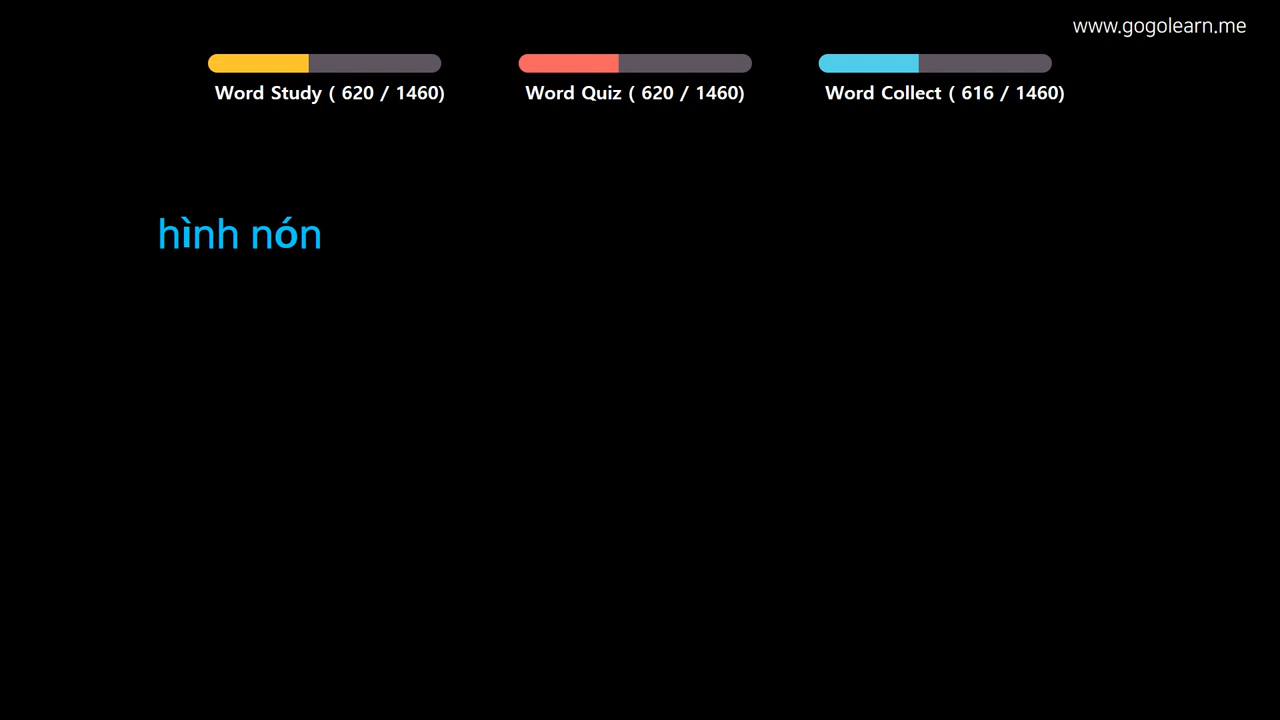 www.gogolearn.me
Word Study ( 620 / 1460)
Word Quiz ( 620 / 1460)
Word Collect ( 616 / 1460)
hình nón